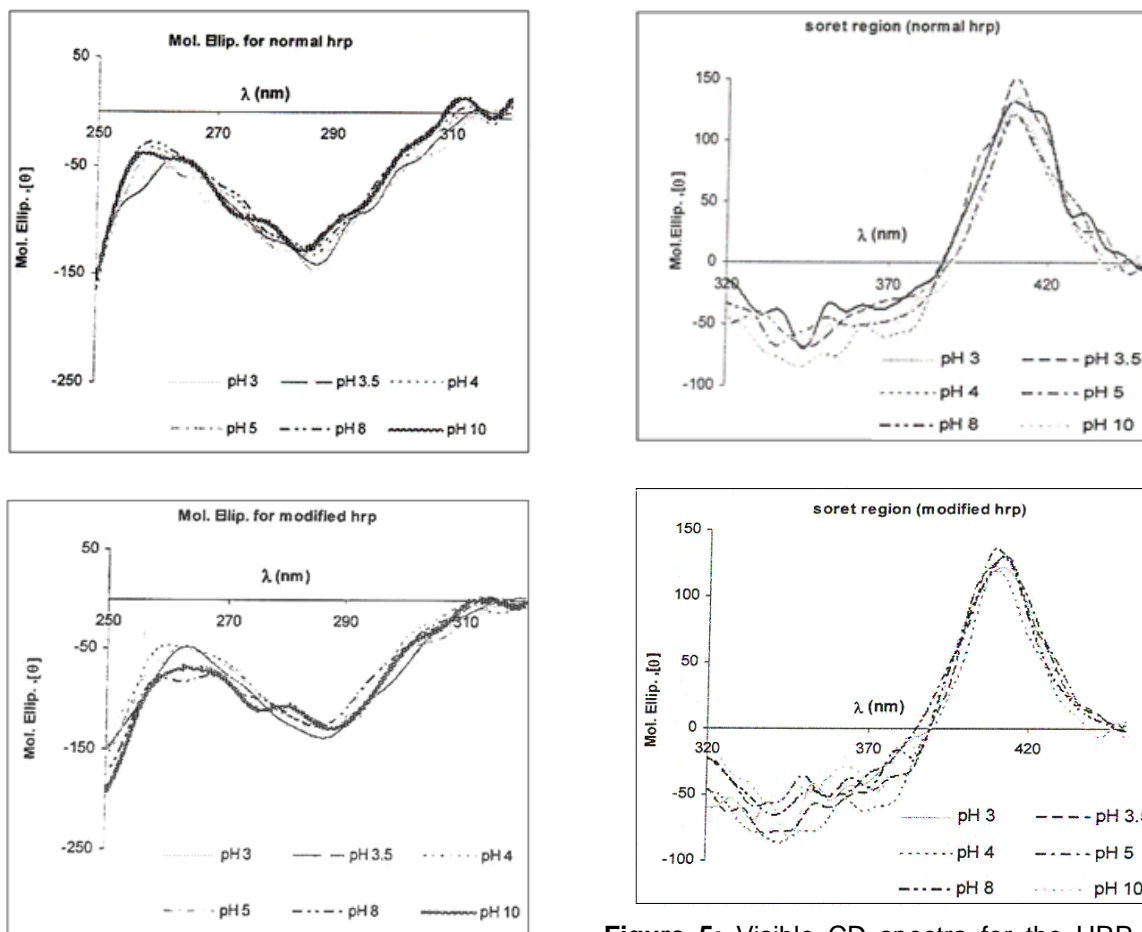 Mol. Ellip. for normal hrp
50
λ (nm)
250 270 290 310
-50
-150
-250
Mol. Ellip. ,[θ]
pH 3 pH 3.5 pH 4
pH 5 pH 8 pH 10
soret region (normal hrp)
150
100
50
λ (nm)
0
320 370 420
-50
-100
Mol.Ellip. ,[θ]
pH 3 pH 3.5
pH 4 pH 5
pH 8 pH 10
Mol. Ellip. for modified hrp
50
λ (nm)
250 270 290 310
-50
-150
-250
Mol. Ellip. ,[θ]
pH 3 pH 3.5 pH 4
pH 5 pH 8 pH 10
soret region (modified hrp)
150
100
50
λ (nm)
0
320 370 420
-50
-100
Mol. Ellip. ,[θ]
pH 3 pH 3.5
pH 4 pH 5
pH 8 pH 10
Figure 5: Visible CD spectra for the HRP